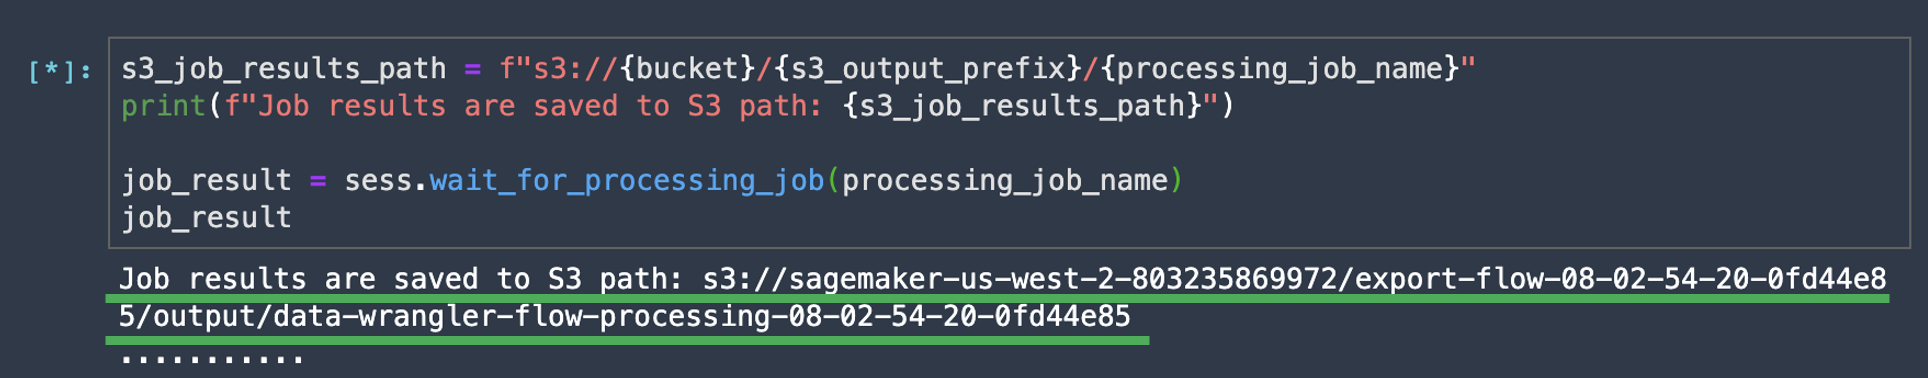 [*]:
s3_job_results_path = f"s3://{bucket}/{s3_output_prefix}/{processing_job_name}"
print(f"Job results are saved to S3 path: {s3_job_results_path}")
job_result = sess.wait_for_processing_job(processing_job_name)
job_result
Job results are saved to S3 path: s3://sagemaker-us-west-2-803235869972/export-flow-08-02-54-20-0fd44e8
5/output/data-wrangler-flow-processing-08-02-54-20-0fd44e85
...........